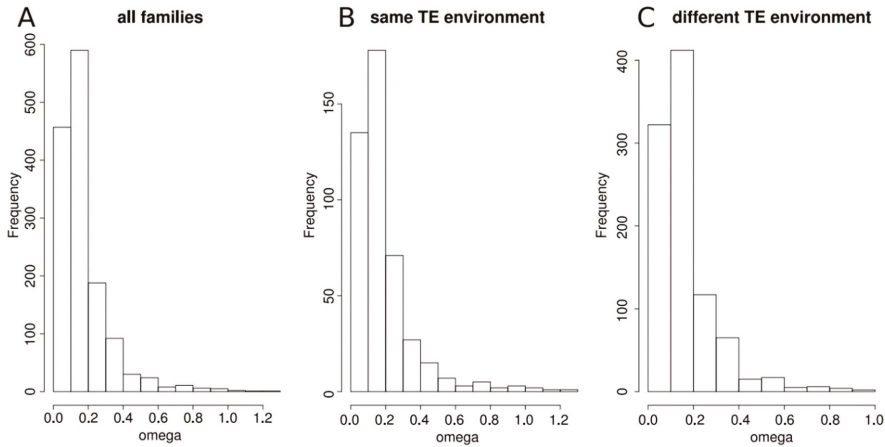 A all families
600
500
400
300
200
100
0
Frequency
0.0 0.2 0.4 0.6 0.8 1.0 1.2
omega
B same TE environment
150
100
50
0
Frequency
0.0 0.2 0.4 0.6 0.8 1.0 1.2
omega
C different TE environment
400
300
200
100
0
Frequency
0.0 0.2 0.4 0.6 0.8 1.0
omega